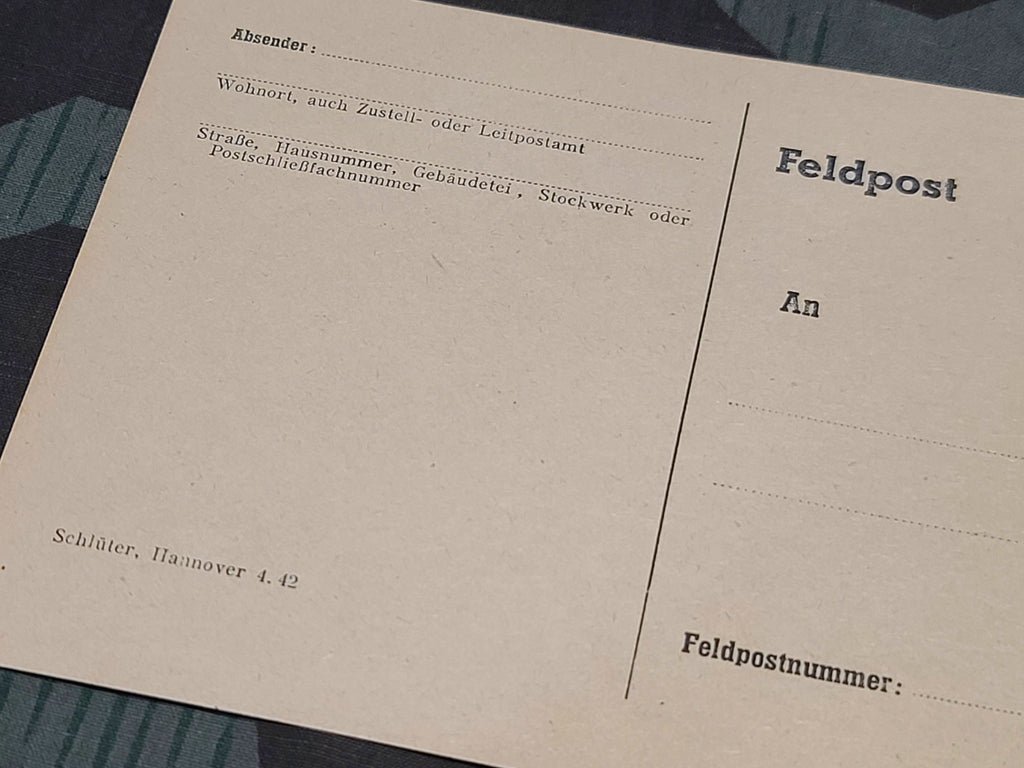 Absender:
Wohnort, auch Zustell- oder Leitpostamt
Straße, Hausnummer, Gebäudetei , Stockwerk oder
Postschließfachnummer
Schlüter, Hannover 4. 42
Feldpost
An
Feldpostnummer: